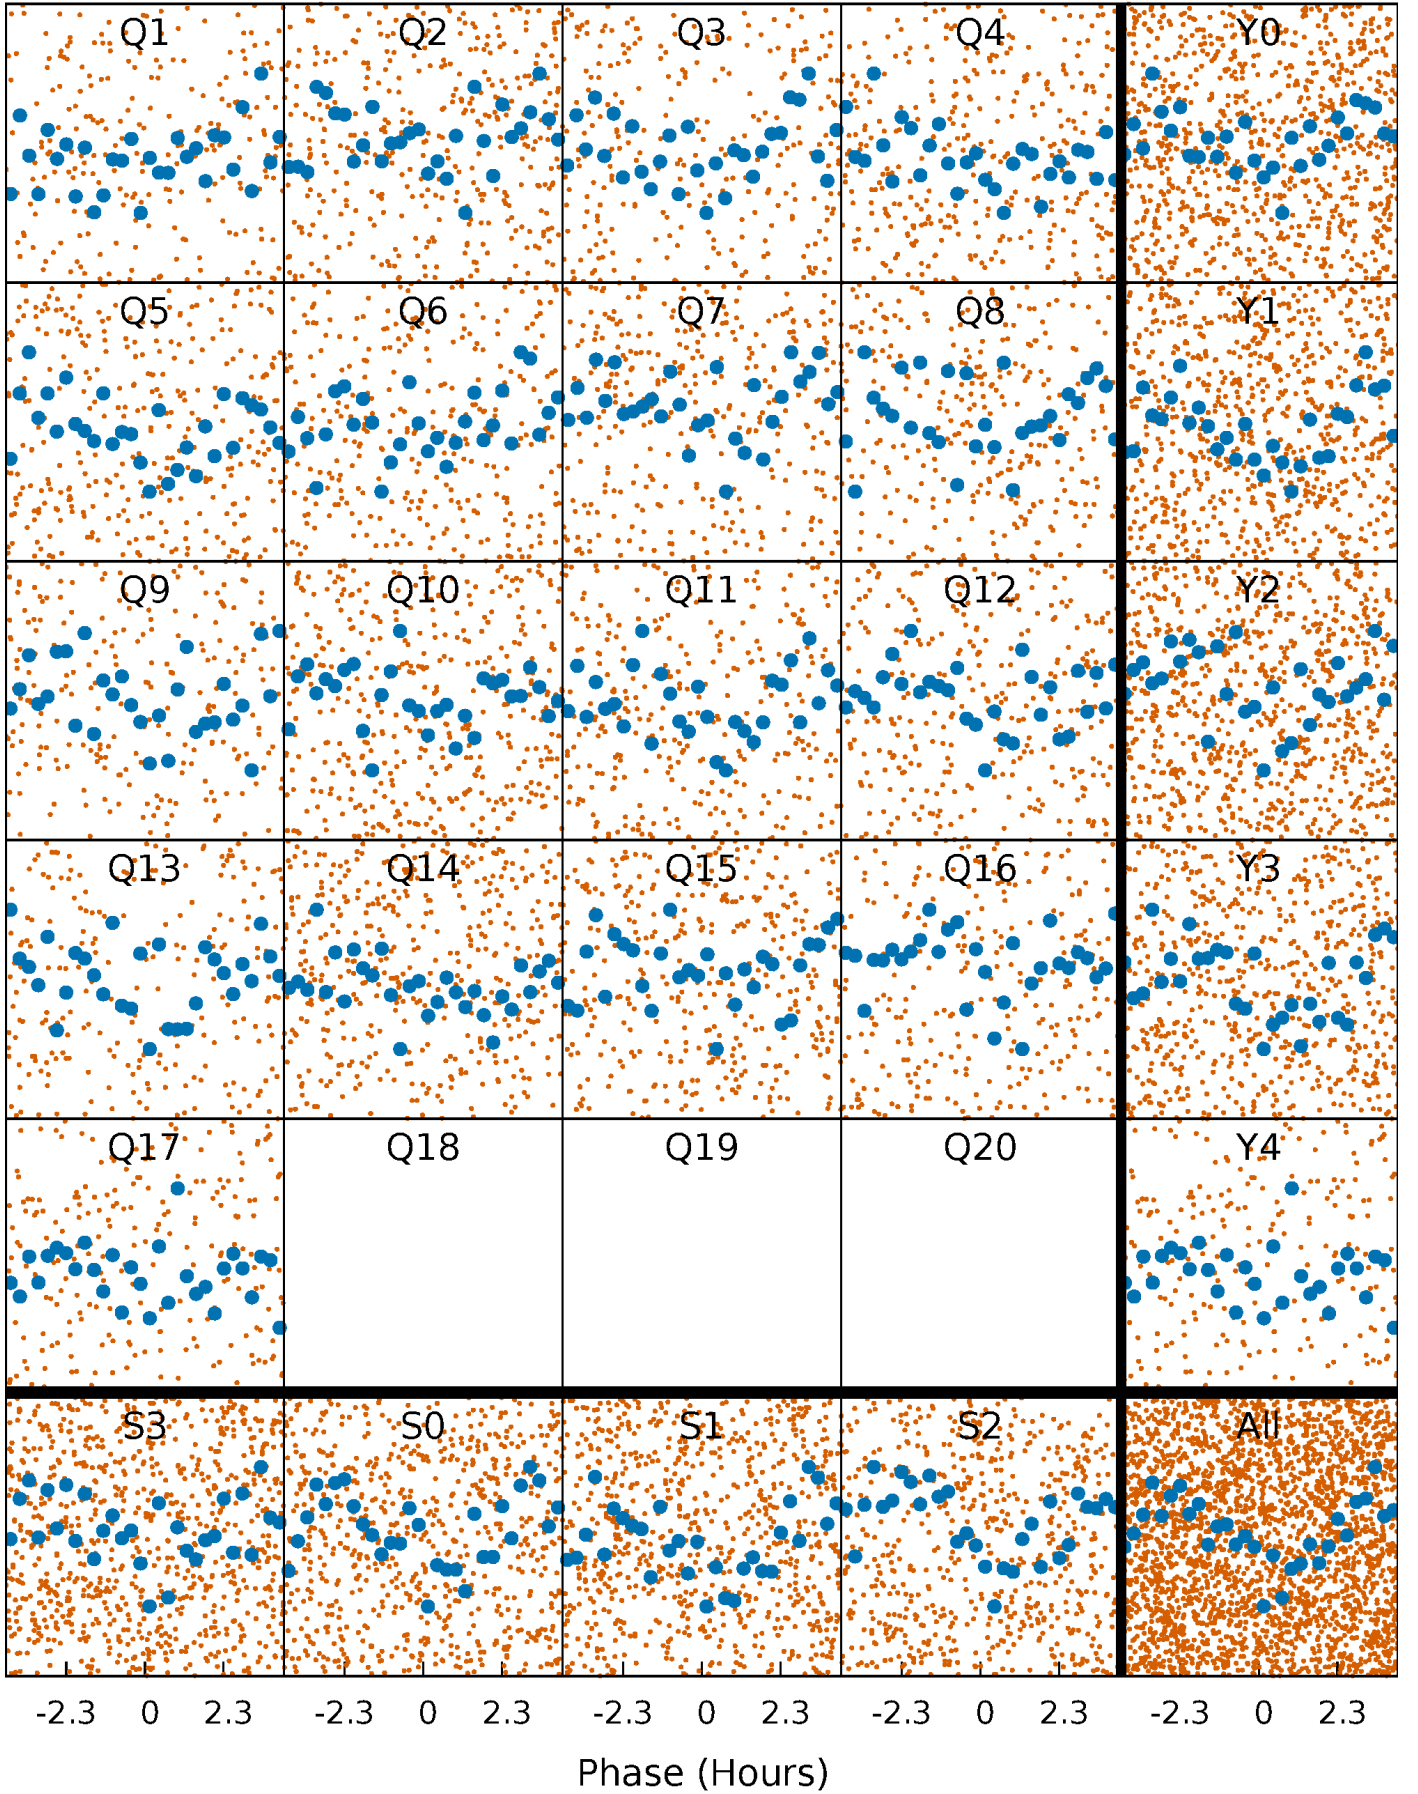 Q1 Q2 Q3 Q4 Y0
Q5 Q6 Q7 Q8 Y1
Q9 Q10 Q11 Q12 Y2
Q13 Q14 Q15 Q16 Y3
Q17 Q18 Q19 Q20 Y4
S3 S0 S1 S2 All
-2.3 0 2.3 -2.3 0 2.3 -2.3 0 2.3 -2.3 0 2.3 -2.3 0 2.3
Phase (Hours)